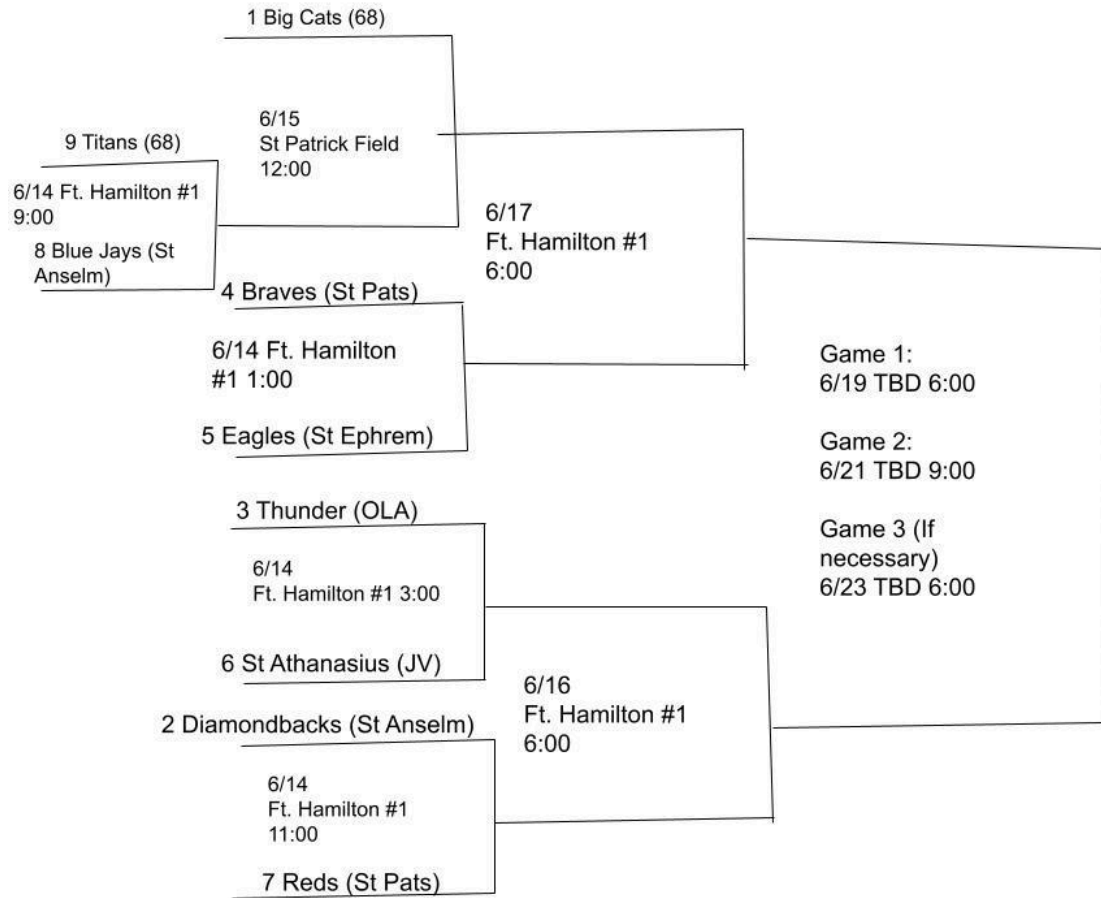 1 Big Cats (68)
6/15
St Patrick Field
12:00
9 Titans (68)
6/14 Ft. Hamilton #1
9:00
8 Blue Jays (St
Anselm)
6/17
Ft. Hamilton #1
6:00
4 Braves (St Pats)
6/14 Ft. Hamilton
#1 1:00
5 Eagles (St Ephrem)
Game 1:
6/19 TBD 6:00
Game 2:
6/21 TBD 9:00
Game 3 (If
necessary)
6/23 TBD 6:00
3 Thunder (OLA)
6/14
Ft. Hamilton #1 3:00
6 St Athanasius (JV)
6/16
Ft. Hamilton #1
6:00
2 Diamondbacks (St Anselm)
6/14
Ft. Hamilton #1
11:00
7 Reds (St Pats)